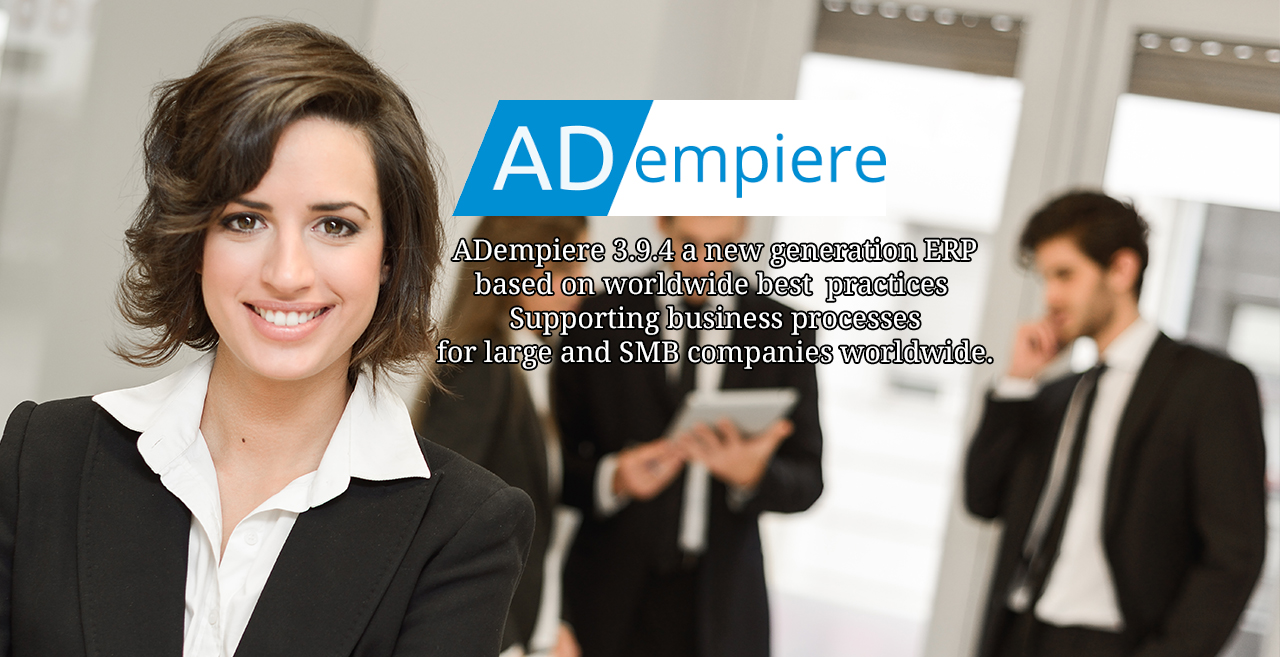 ADempiere
ADempiere 3.9.4 a new generation ERP
based on worldwide best  practices
Supporting business processes
for large and SMB companies worldwide.